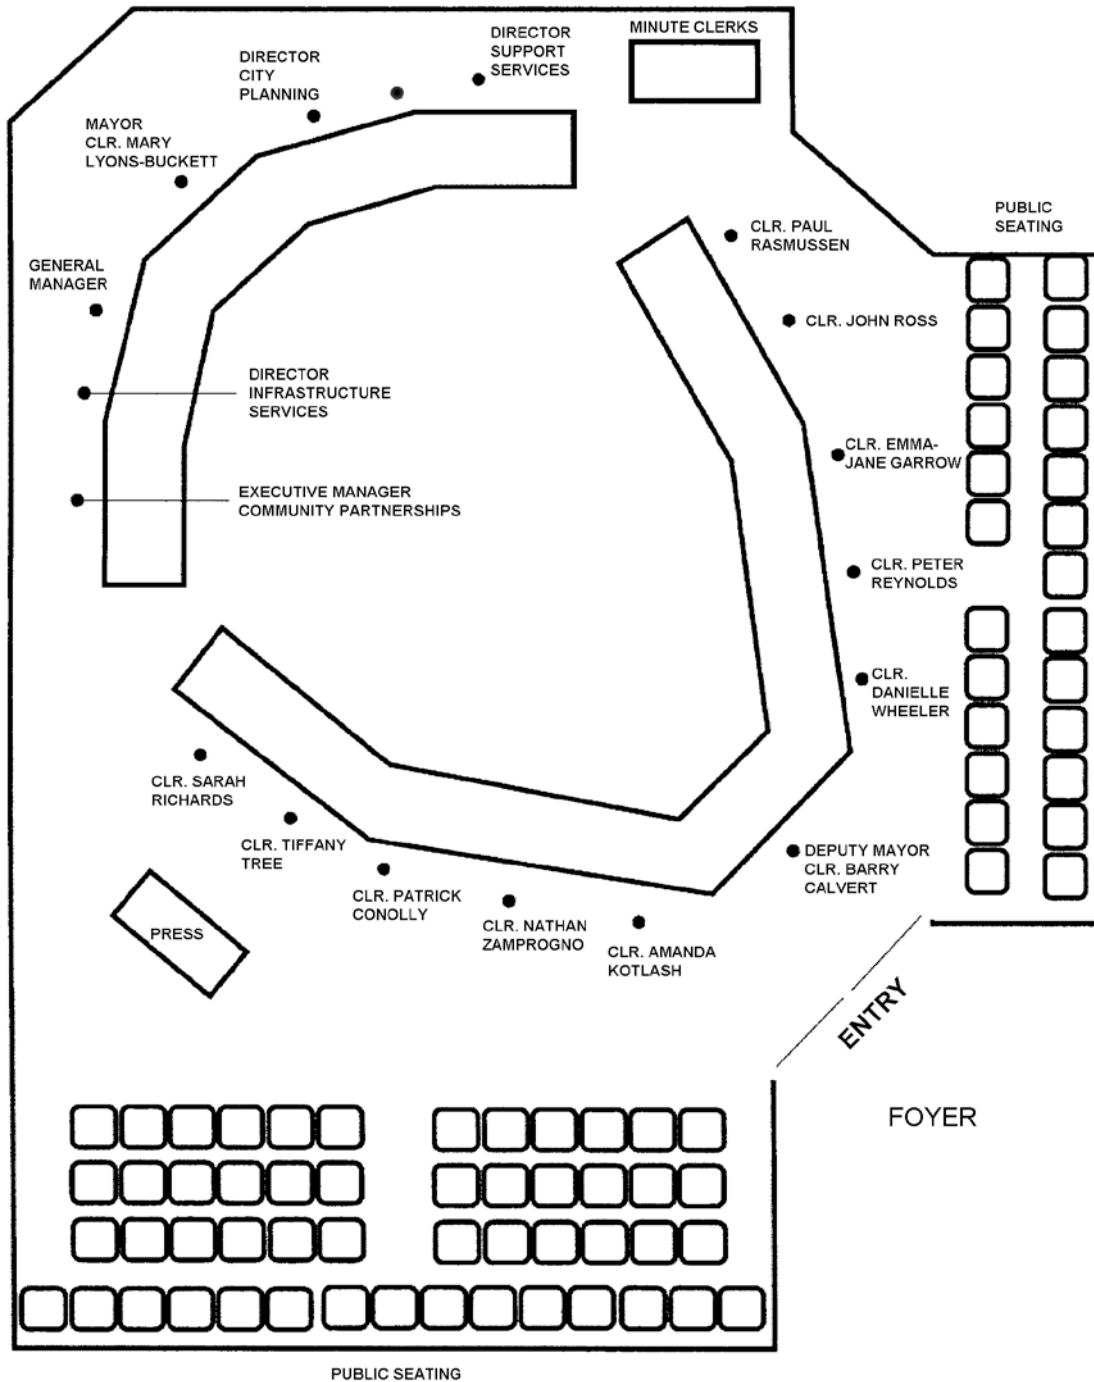 DIRECTOR
SUPPORT
SERVICES
MINUTE CLERKS
DIRECTOR
CITY
PLANNING
MAYOR
CLR. MARY
LYONS-BUCKETT
GENERAL
MANAGER
DIRECTOR
INFRASTRUCTURE
SERVICES
EXECUTIVE MANAGER
COMMUNITY PARTNERSHIPS
CLR. PAUL
RASMUSSEN
PUBLIC
SEATING
CLR. JOHN ROSS
CLR. EMMA-
JANE GARROW
CLR. PETER
REYNOLDS
CLR.
DANIELLE
WHEELER
DEPUTY MAYOR
CLR. BARRY
CALVERT
CLR. SARAH
RICHARDS
CLR. TIFFANY
TREE
CLR. PATRICK
CONOLLY
CLR. NATHAN
ZAMPROGNO
CLR. AMANDA
KOTLASH
PRESS
ENTRY
FOYER
PUBLIC SEATING